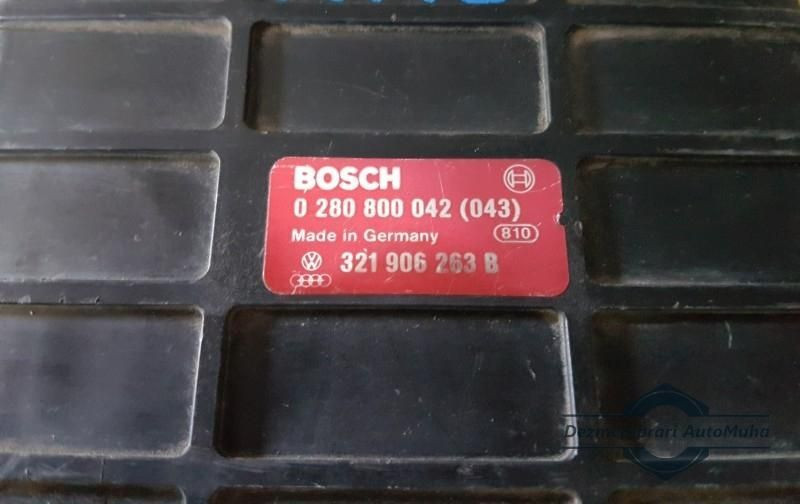 BOSCH
0 280 800 042 (043)
Made in Germany 810
321 906 263 B
Dezmembrari AutoMuha